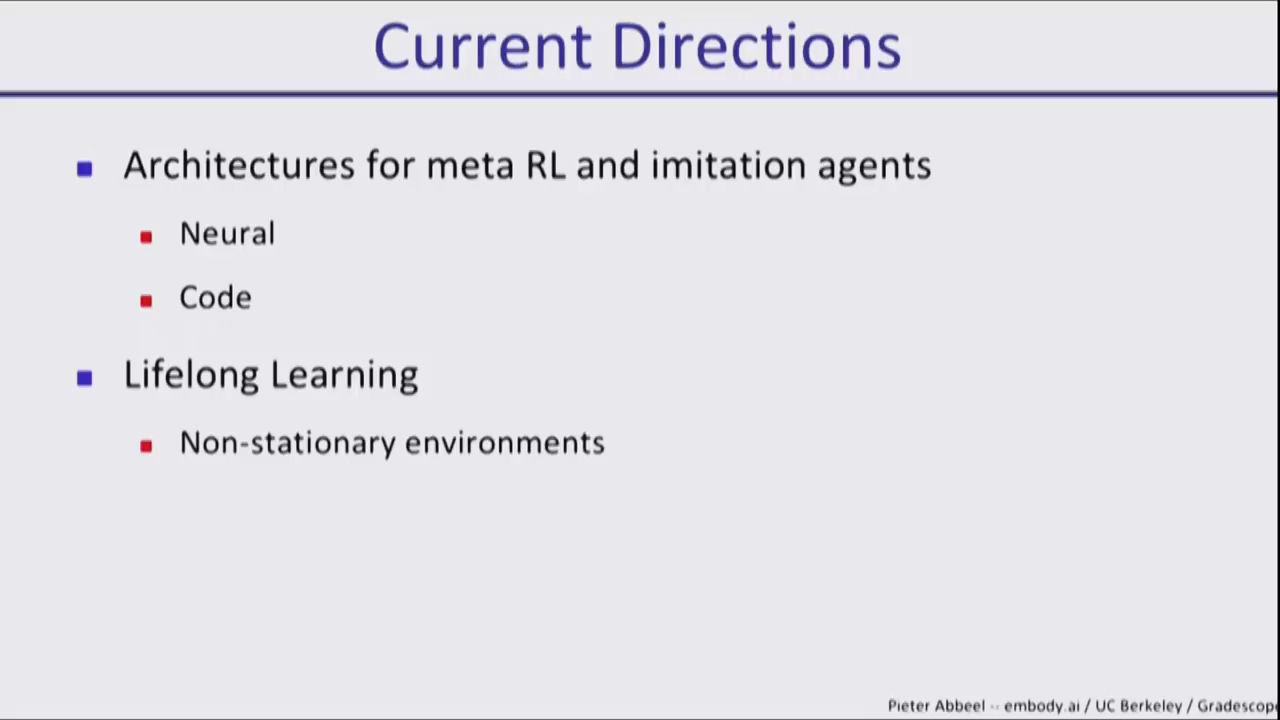 Current Directions
Architectures for meta RL and imitation agents
Neural
Code
Lifelong Learning
Non-stationary environments
Pieter Abbeel -- embody.ai / UC Berkeley / Gradescop